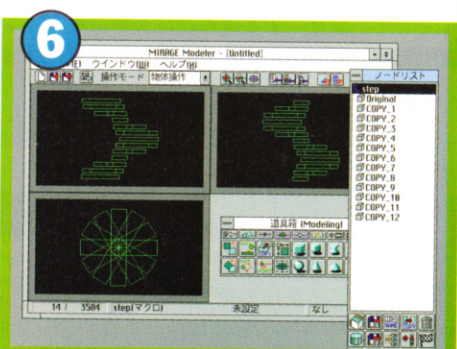 6
MIRAGE Modeler - [Untitled]
ウインドウ(W) ヘルプ(H)
操作モード 物体操作
ノードリスト
step
Original
COPY_1
COPY_2
COPY_3
COPY_4
COPY_5
COPY_6
COPY_7
COPY_8
COPY_9
COPY_10
COPY_11
COPY_12
道具箱 (Modeling)
14 / 3504 step(マクロ) 未設定 なし